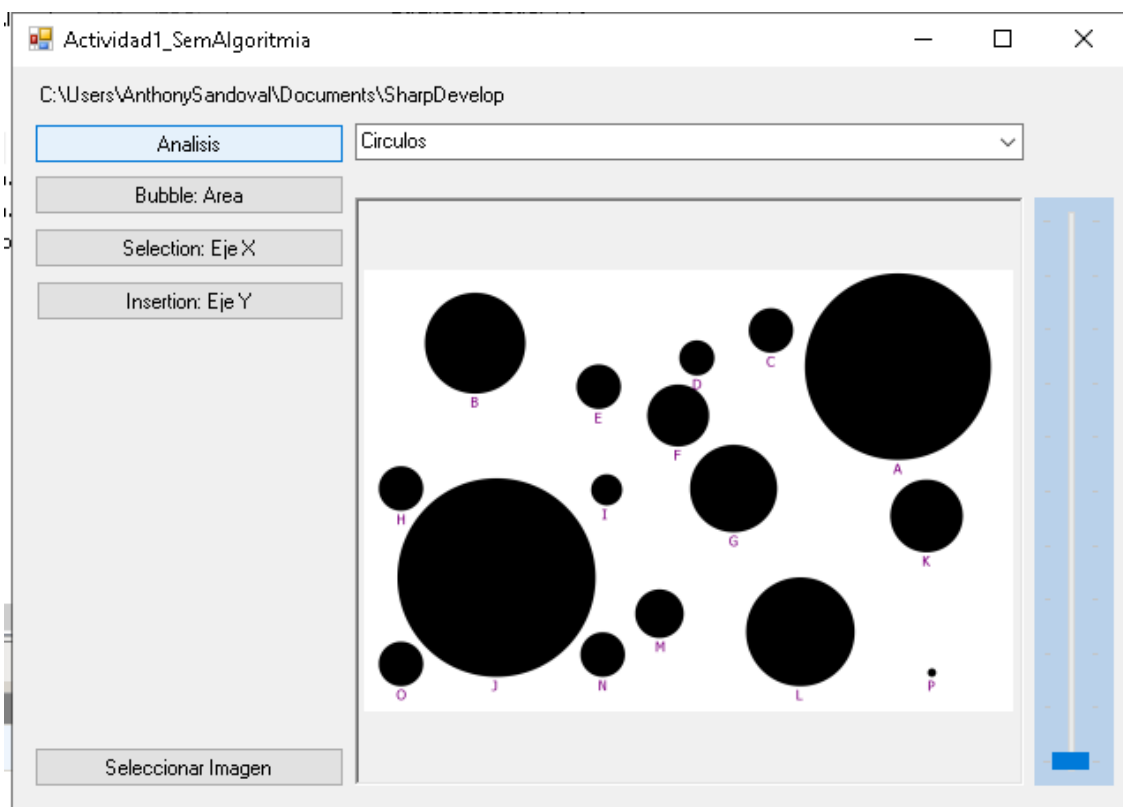 Actividad1_SemAlgoritmia
C:\Users\AnthonySandoval\Documents\SharpDevelop
Analisis
Circulos
Bubble: Area
Selection: Eje X
Insertion: Eje Y
C
D
B
E
F
A
H
I
G
K
M
O
J
N
L
P
Seleccionar Imagen